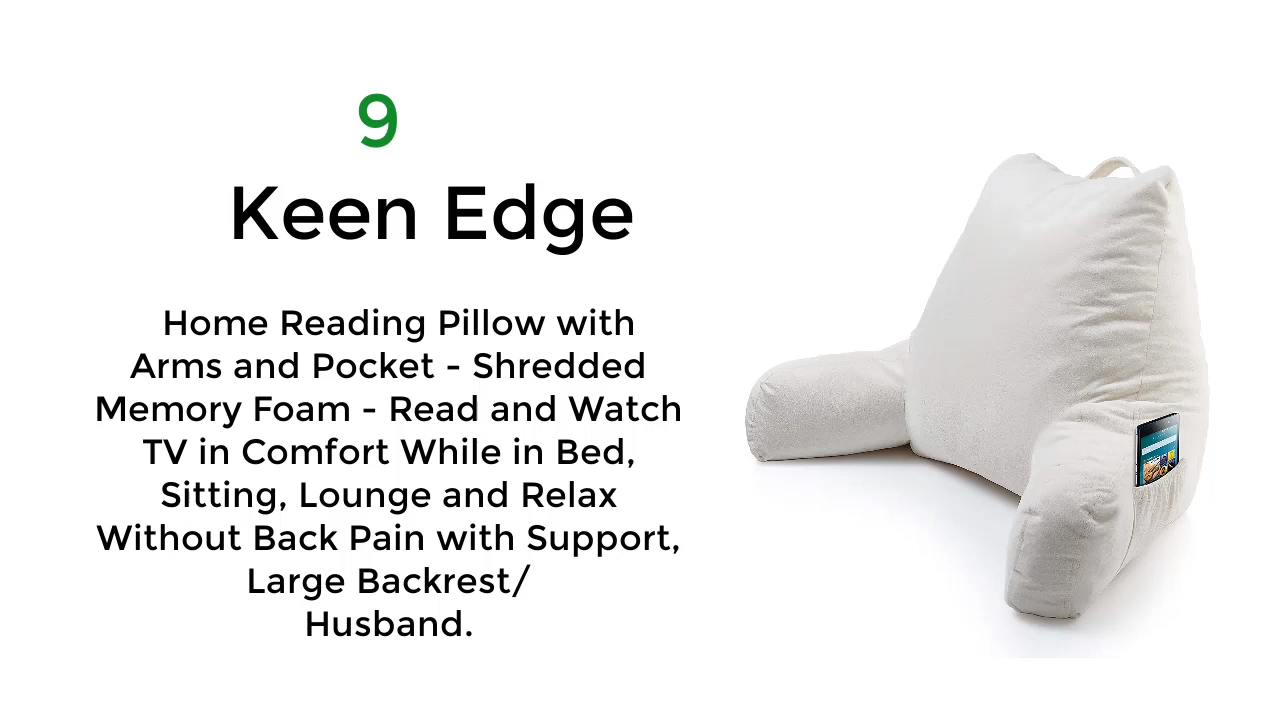 9
Keen Edge
Home Reading Pillow with
Arms and Pocket - Shredded
Memory Foam - Read and Watch
TV in Comfort While in Bed,
Sitting, Lounge and Relax
Without Back Pain with Support,
Large Backrest/
Husband.